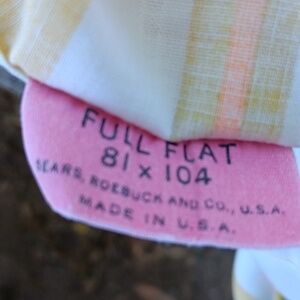 FULL FLAT
81 x 104
SEARS, ROEBUCK AND CO., U.S.A.
MADE IN U.S.A.